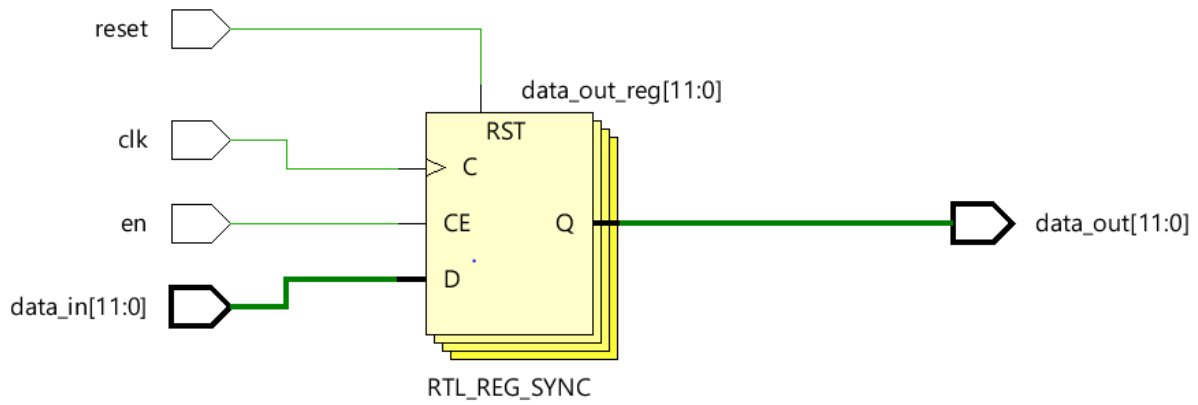 reset
data_out_reg[11:0]
RST
clk
C
en
CE
Q
data_out[11:0]
D
data_in[11:0]
RTL_REG_SYNC